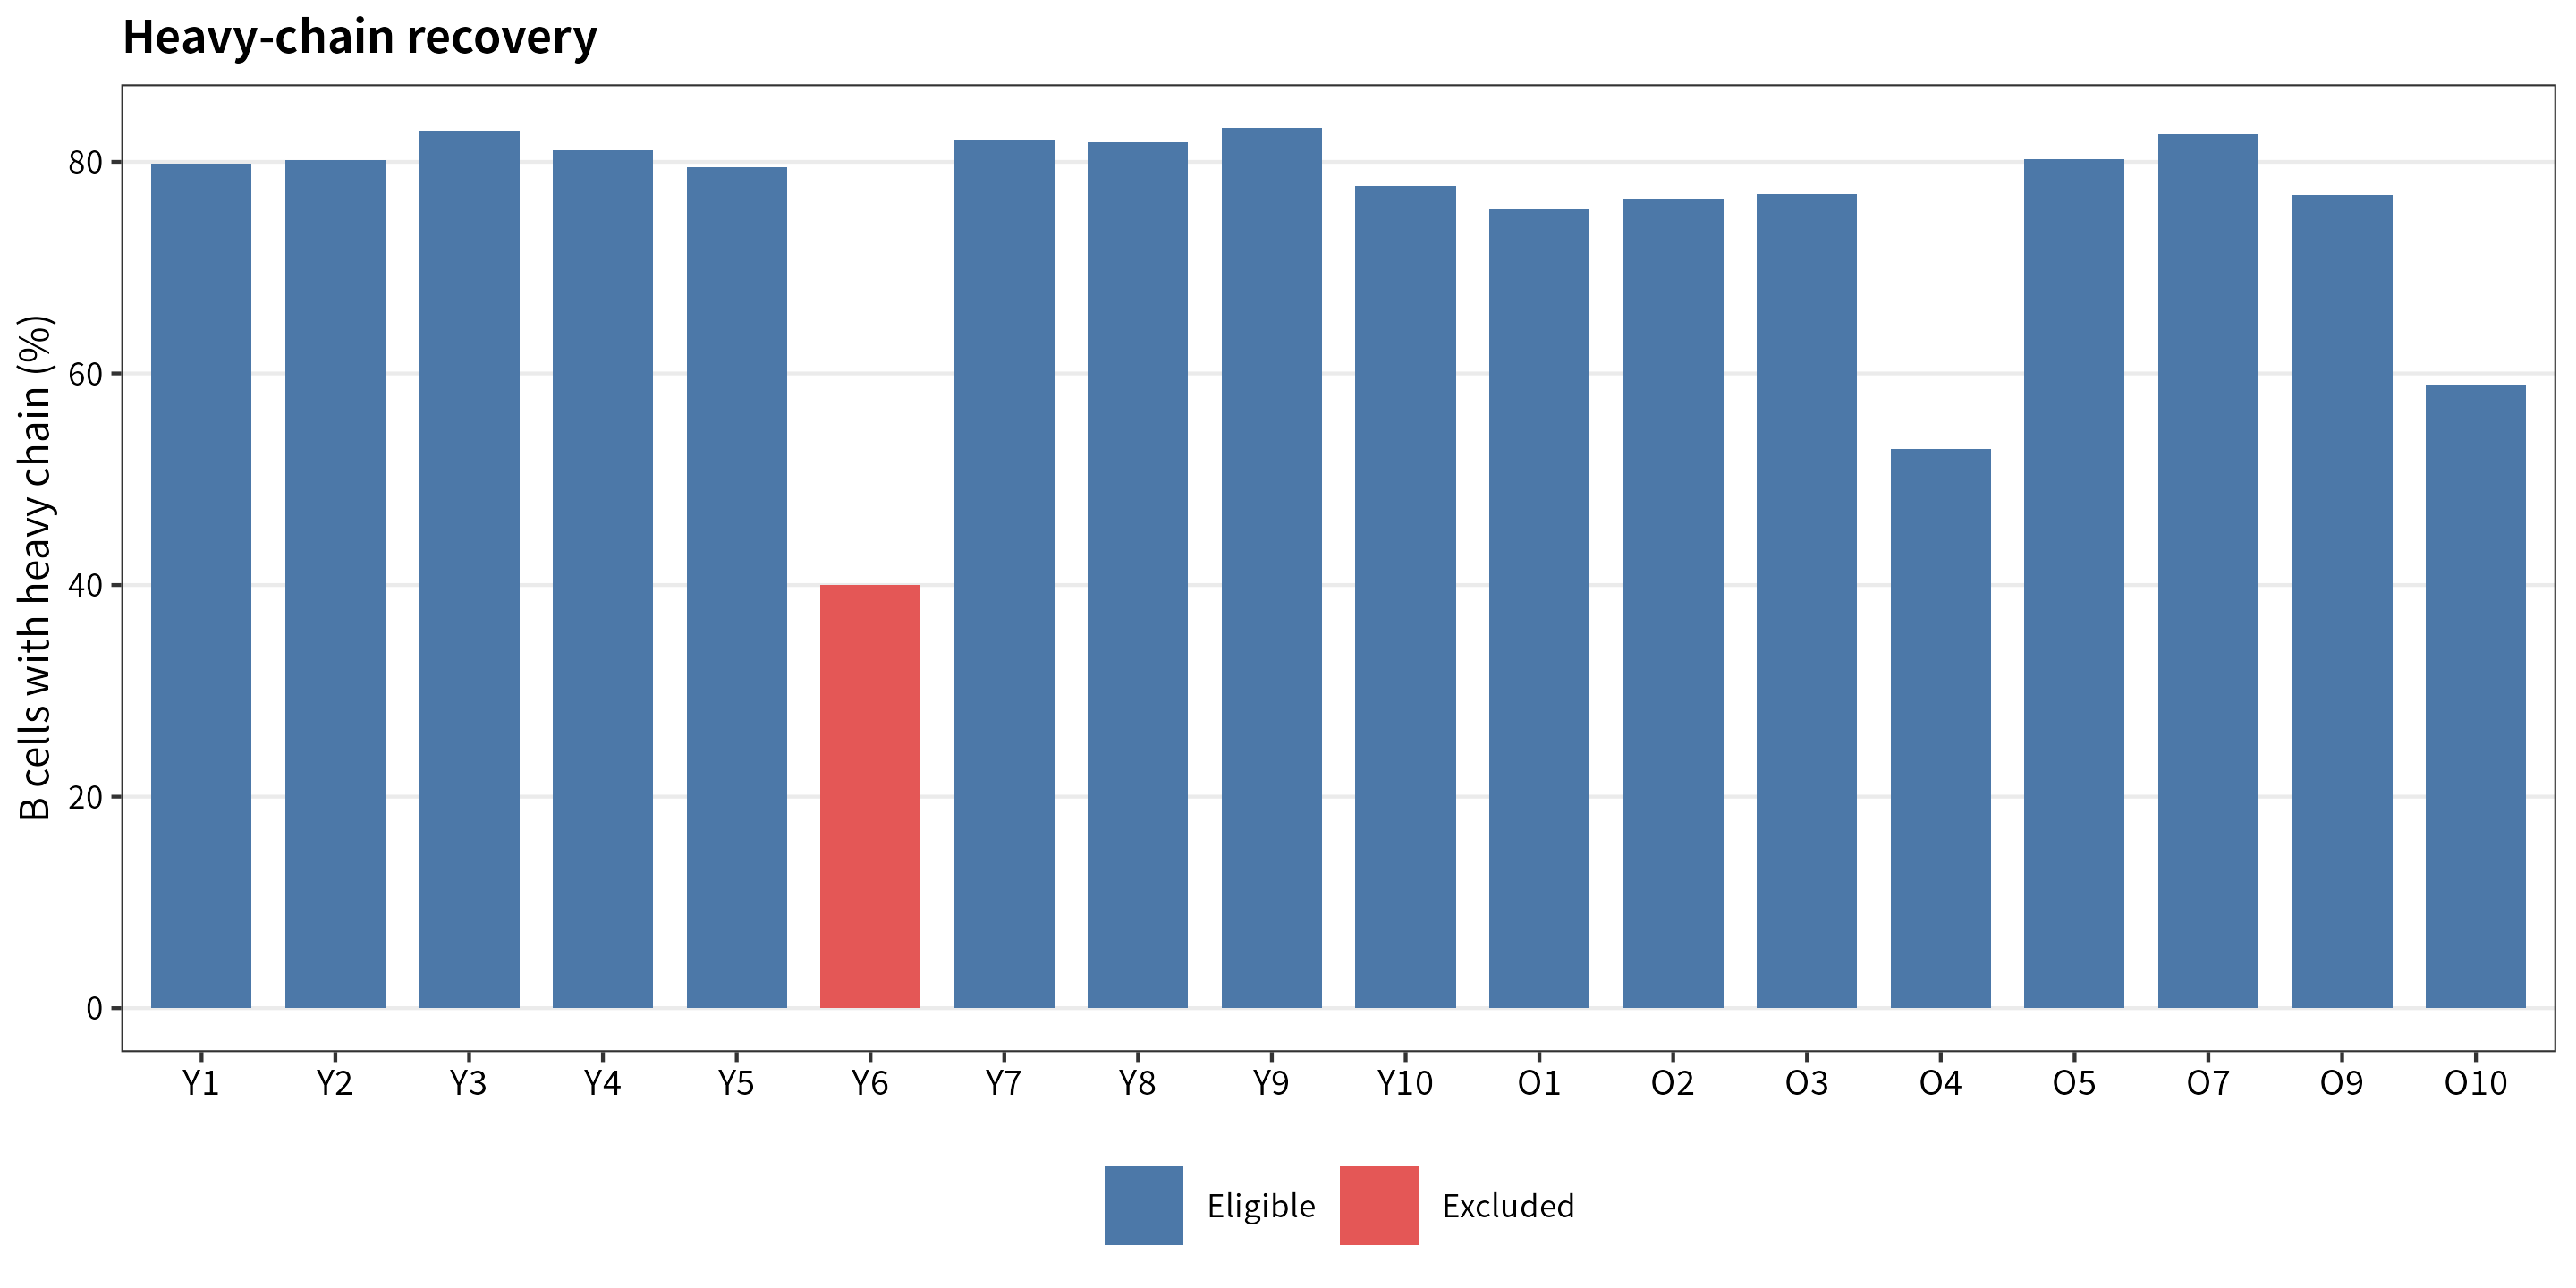 Heavy-chain recovery
B cells with heavy chain (%)
80
60
40
20
0
Y1 Y2 Y3 Y4 Y5 Y6 Y7 Y8 Y9 Y10 O1 O2 O3 O4 O5 O7 O9 O10
Eligible Excluded